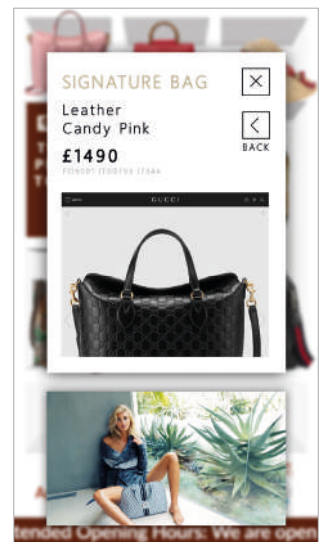 SIGNATURE BAG
Leather
Candy Pink
£1490
BACK
GUCCI
tended Opening Hours: We are open